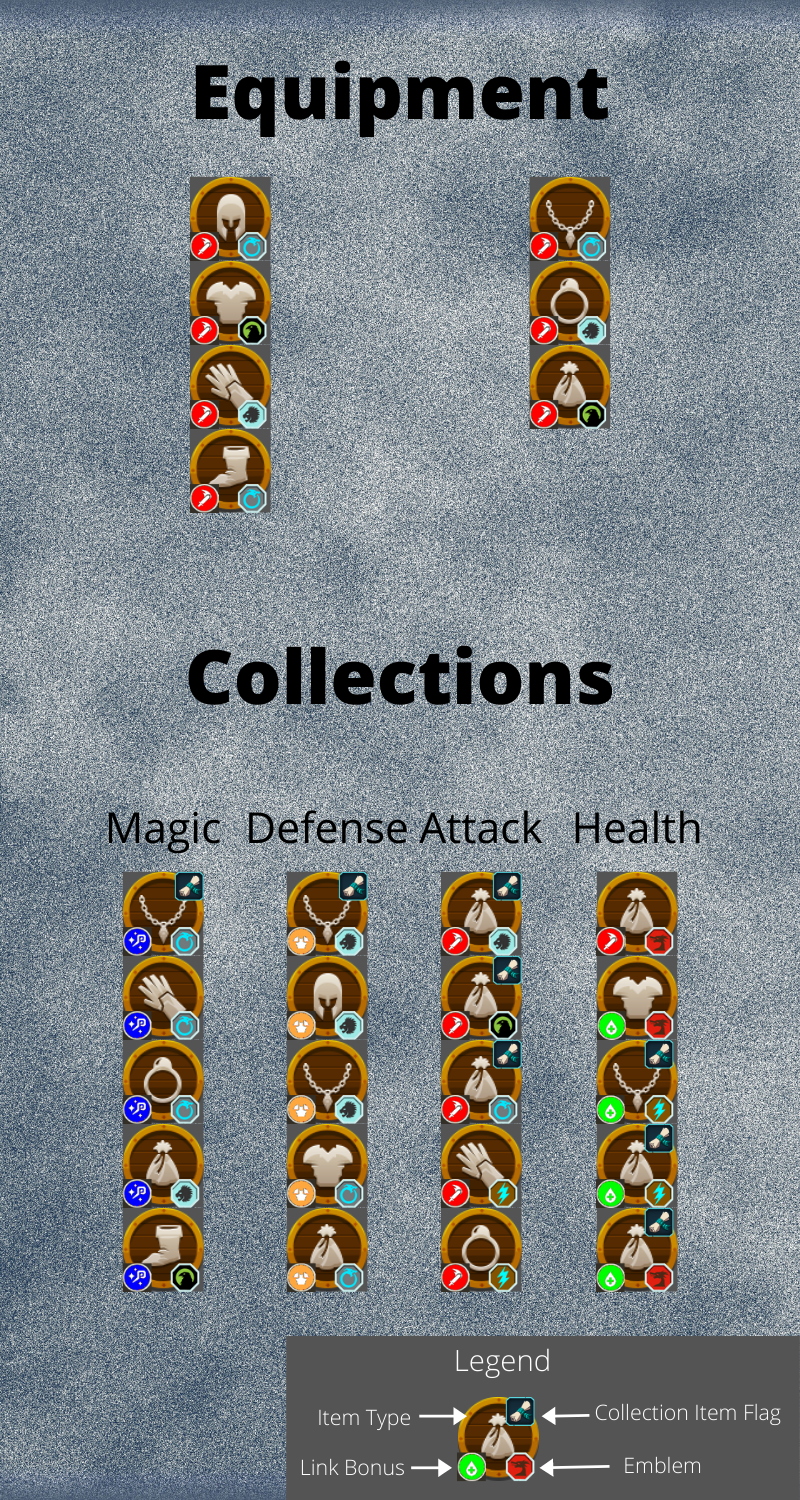 Equipment
Collections
Magic Defense Attack Health
Legend
Item Type
Collection Item Flag
Link Bonus
Emblem